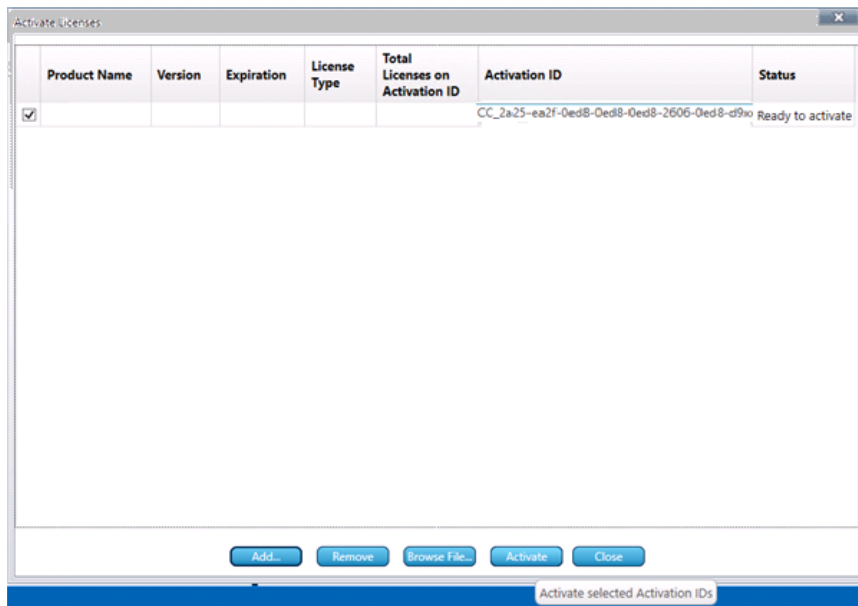 Activate Licenses
Product Name Version Expiration License Type Total Licenses on Activation ID Activation ID Status
CC_2a25-ea2f-0ed8-0ed8-0ed8-2606-0ed8-d9 Ready to activate
Add... Remove Browse File... Activate Close
Activate selected Activation IDs